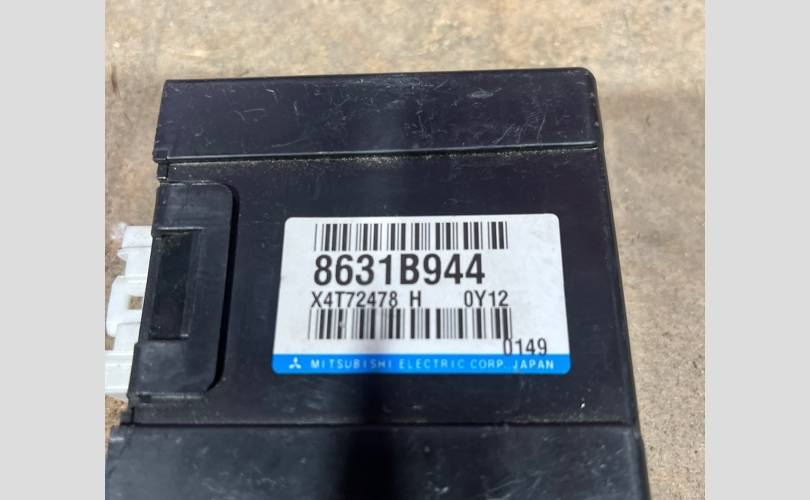 8631B944
X4T72478 H 0Y12
0149
MITSUBISHI ELECTRIC CORP. JAPAN